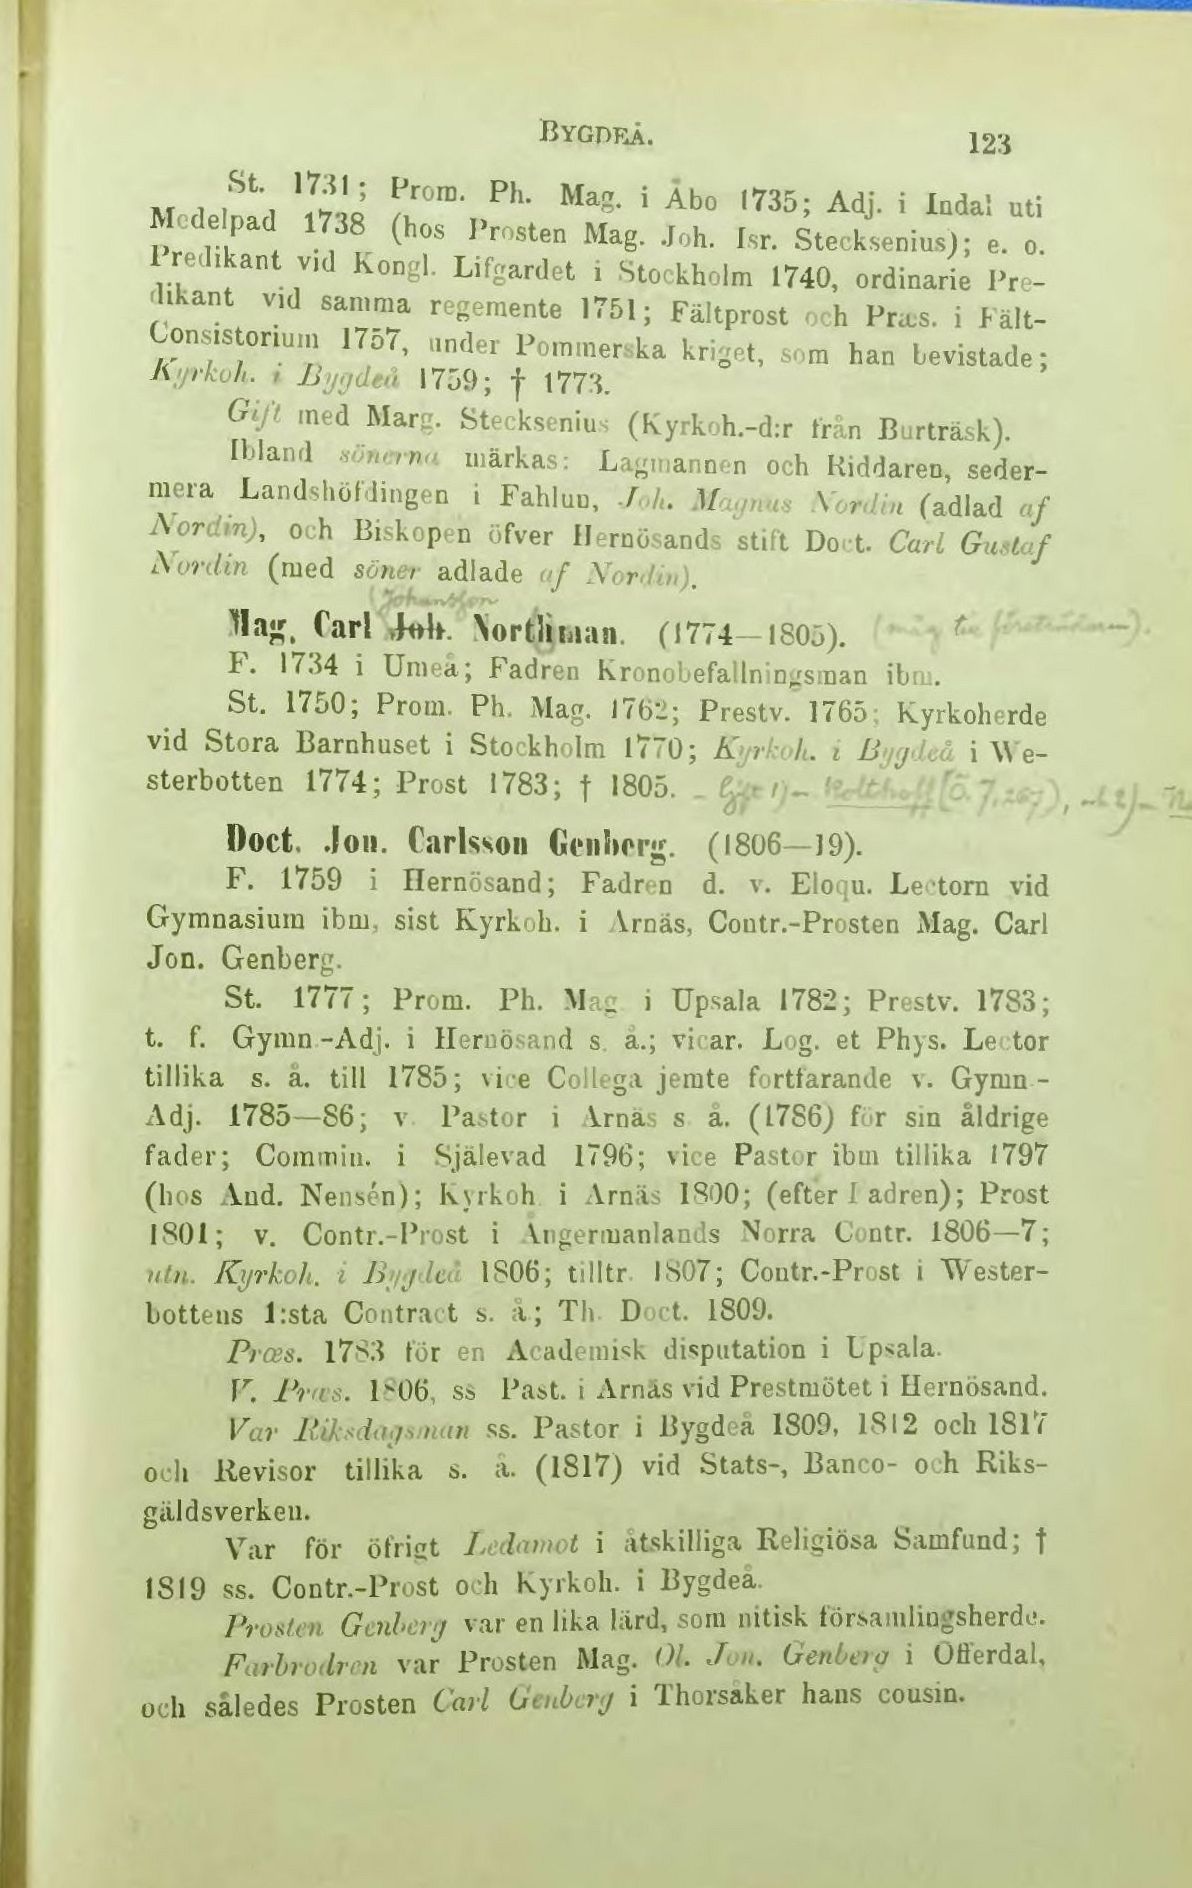 BYGDEÅ.
123
St. 1731; Prom. Ph. Mag. i Åbo 1735; Adj. i Indal uti
Medelpad 1738 (hos Prosten Mag. Joh. Isr. Stecksenius); e. o.
Predikant vid Kongl. Lifgardet i Stockholm 1740, ordinarie Pre-
dikant vid samma regemente 1751; Fältprost och Præs. i Fält-
Consistorium 1757, under Pommerska kriget, som han bevistade;
Kyrkoh. i Bygdeå 1759; † 1773.
Gift med Marg. Stecksenius (Kyrkoh.-d:r från Burträsk).
Ibland sönerna märkas: Lagmannen och Riddaren, seder-
mera Landshöfdingen i Fahlun, Joh. Magnus Nordin (adlad af
Nordin), och Biskopen öfver Hernösands stift Doct. Carl Gustaf
Nordin (med söner adlade af Nordin).
(Johansson
Mag. Carl Joh. Northman. (1774—1805). (måg till företrädaren).
F. 1734 i Umeå; Fadren Kronobefallningsman ibm.
St. 1750; Prom. Ph. Mag. 1762; Prestv. 1765; Kyrkoherde
vid Stora Barnhuset i Stockholm 1770; Kyrkoh. i Bygdeå i We-
sterbotten 1774; Prost 1783; † 1805. - Gift 1) - Kolthoff [Ö. 7, 267),
Doct. Jon. Carlsson Genberg. (1806—19).
F. 1759 i Hernösand; Fadren d. v. Eloqu. Lectorn vid
Gymnasium ibm, sist Kyrkoh. i Arnäs, Contr.-Prosten Mag. Carl
Jon. Genberg.
St. 1777; Prom. Ph. Mag i Upsala 1782; Prestv. 1783;
t. f. Gymn.-Adj. i Hernösand s. å.; vicar. Log. et Phys. Lector
tillika s. å. till 1785; vice Collega jemte fortfarande v. Gymn.-
Adj. 1785—86; v. Pastor i Arnäs s. å. (1786) för sin åldrige
fader; Commin. i Själevad 1796; vice Pastor ibm tillika 1797
(hos And. Nensén); Kyrkoh. i Arnäs 1800; (efter Fadren); Prost
1801; v. Contr.-Prost i Ångermanlands Norra Contr. 1806—7;
utn. Kyrkoh. i Bygdeå 1806; tilltr. 1807; Contr.-Prost i Wester-
bottens 1:sta Contract s. å.; Th. Doct. 1809.
Præs. 1783 för en Academisk disputation i Upsala.
V. Præs. 1806, ss Past. i Arnäs vid Prestmötet i Hernösand.
Var Riksdagsman ss. Pastor i Bygdeå 1809, 1812 och 1817
och Revisor tillika s. å. (1817) vid Stats-, Banco- och Riks-
gäldsverken.
Var för öfrigt Ledamot i åtskilliga Religiösa Samfund; †
1819 ss. Contr.-Prost och Kyrkoh. i Bygdeå.
Prosten Genberg var en lika lärd, som nitisk församlingsherde.
Farbrodren var Prosten Mag. Ol. Jon. Genberg i Offerdal,
och således Prosten Carl Genberg i Thorsåker hans cousin.